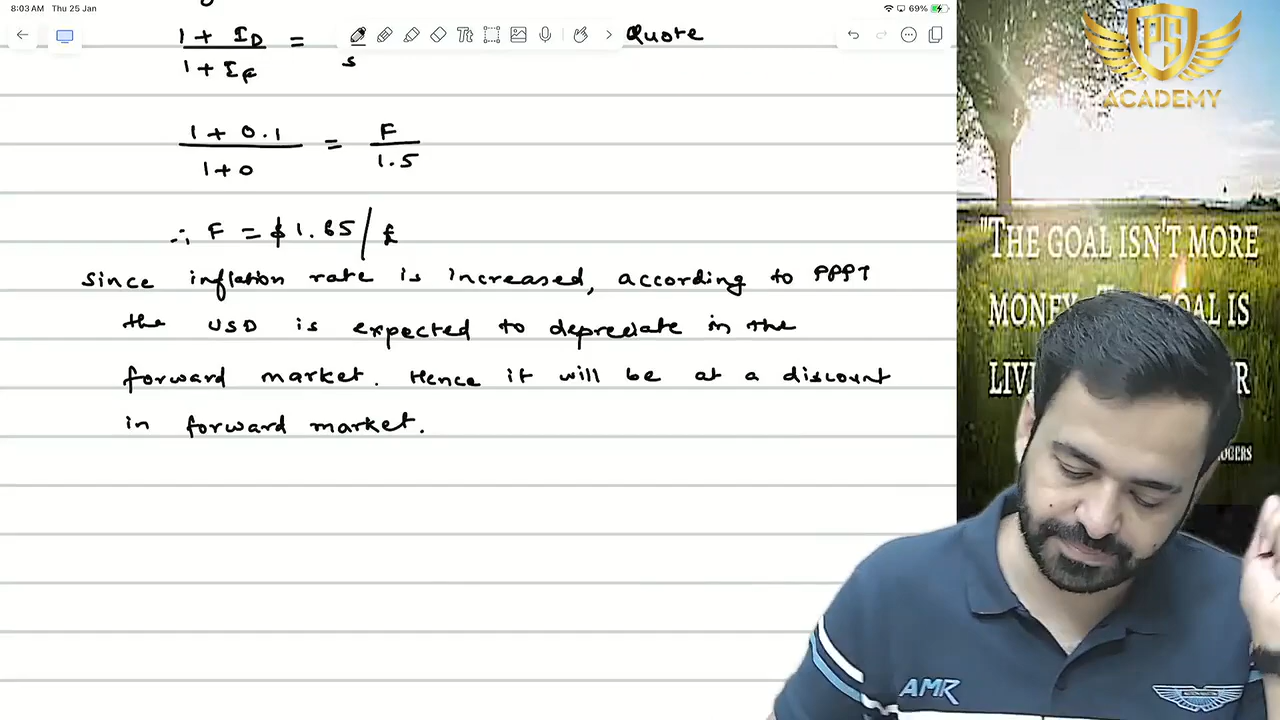 8:03 AM Thu 25 Jan
69%
1 + I_D
1 + I_F
=
S
Quote
Tt
1 + 0.1
1 + 0
=
F
1.5
∴ F = $1.65/£
Since inflation rate is increased, according to PPPT
the USD is expected to depreciate in the
forward market. Hence it will be at a discount
in forward market.
PS
ACADEMY
"THE GOAL ISN'T MORE
GOAL IS
AMR